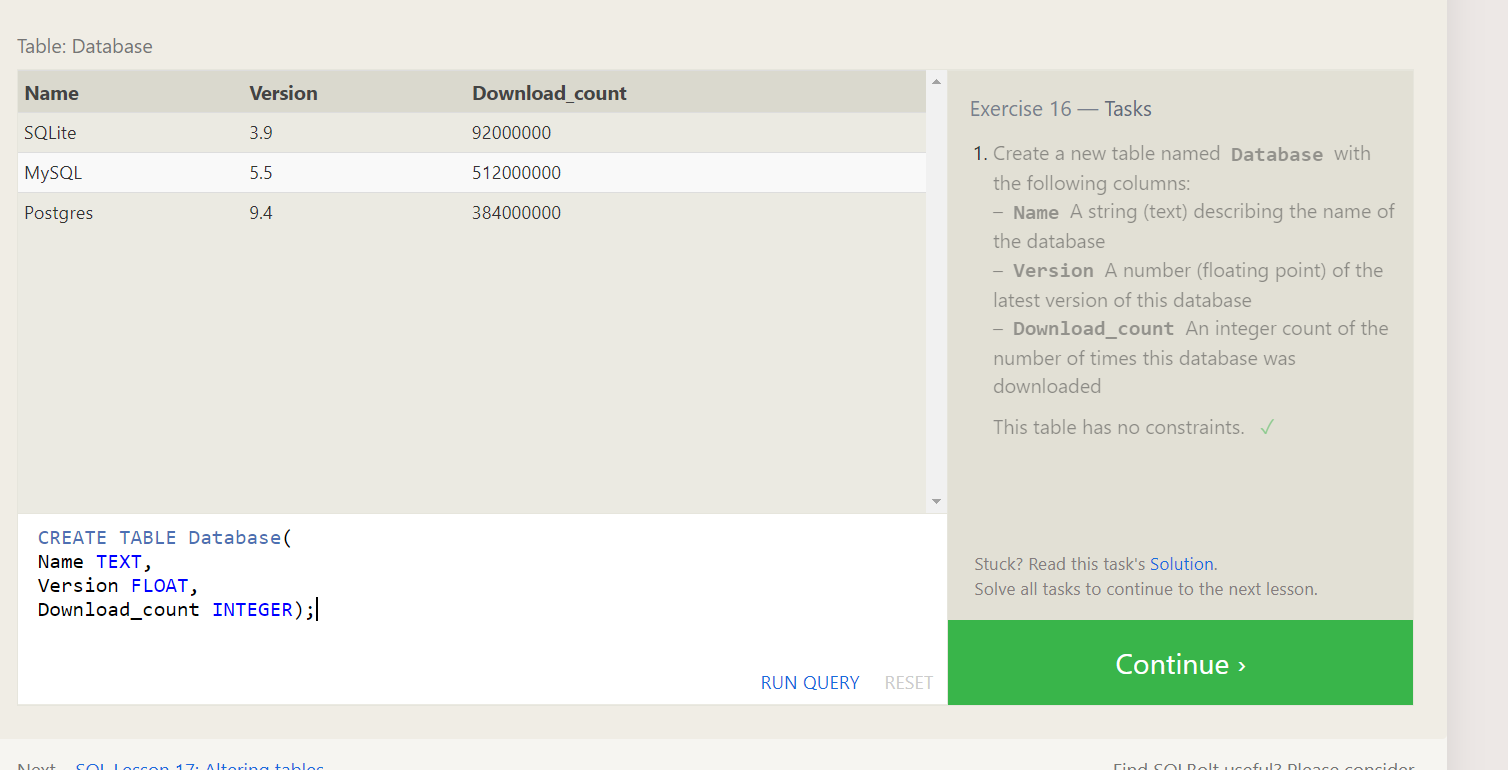 Table: Database
Name Version Download_count
SQLite 3.9 92000000
MySQL 5.5 512000000
Postgres 9.4 384000000
CREATE TABLE Database(
Name TEXT,
Version FLOAT,
Download_count INTEGER);
RUN QUERY RESET
Exercise 16 — Tasks
1. Create a new table named Database with
the following columns:
– Name A string (text) describing the name of
the database
– Version A number (floating point) of the
latest version of this database
– Download_count An integer count of the
number of times this database was
downloaded
This table has no constraints. ✓
Stuck? Read this task's Solution.
Solve all tasks to continue to the next lesson.
Continue ›
Next – SQL Lesson 17: Altering tables
Find SQLBolt useful? Please consider